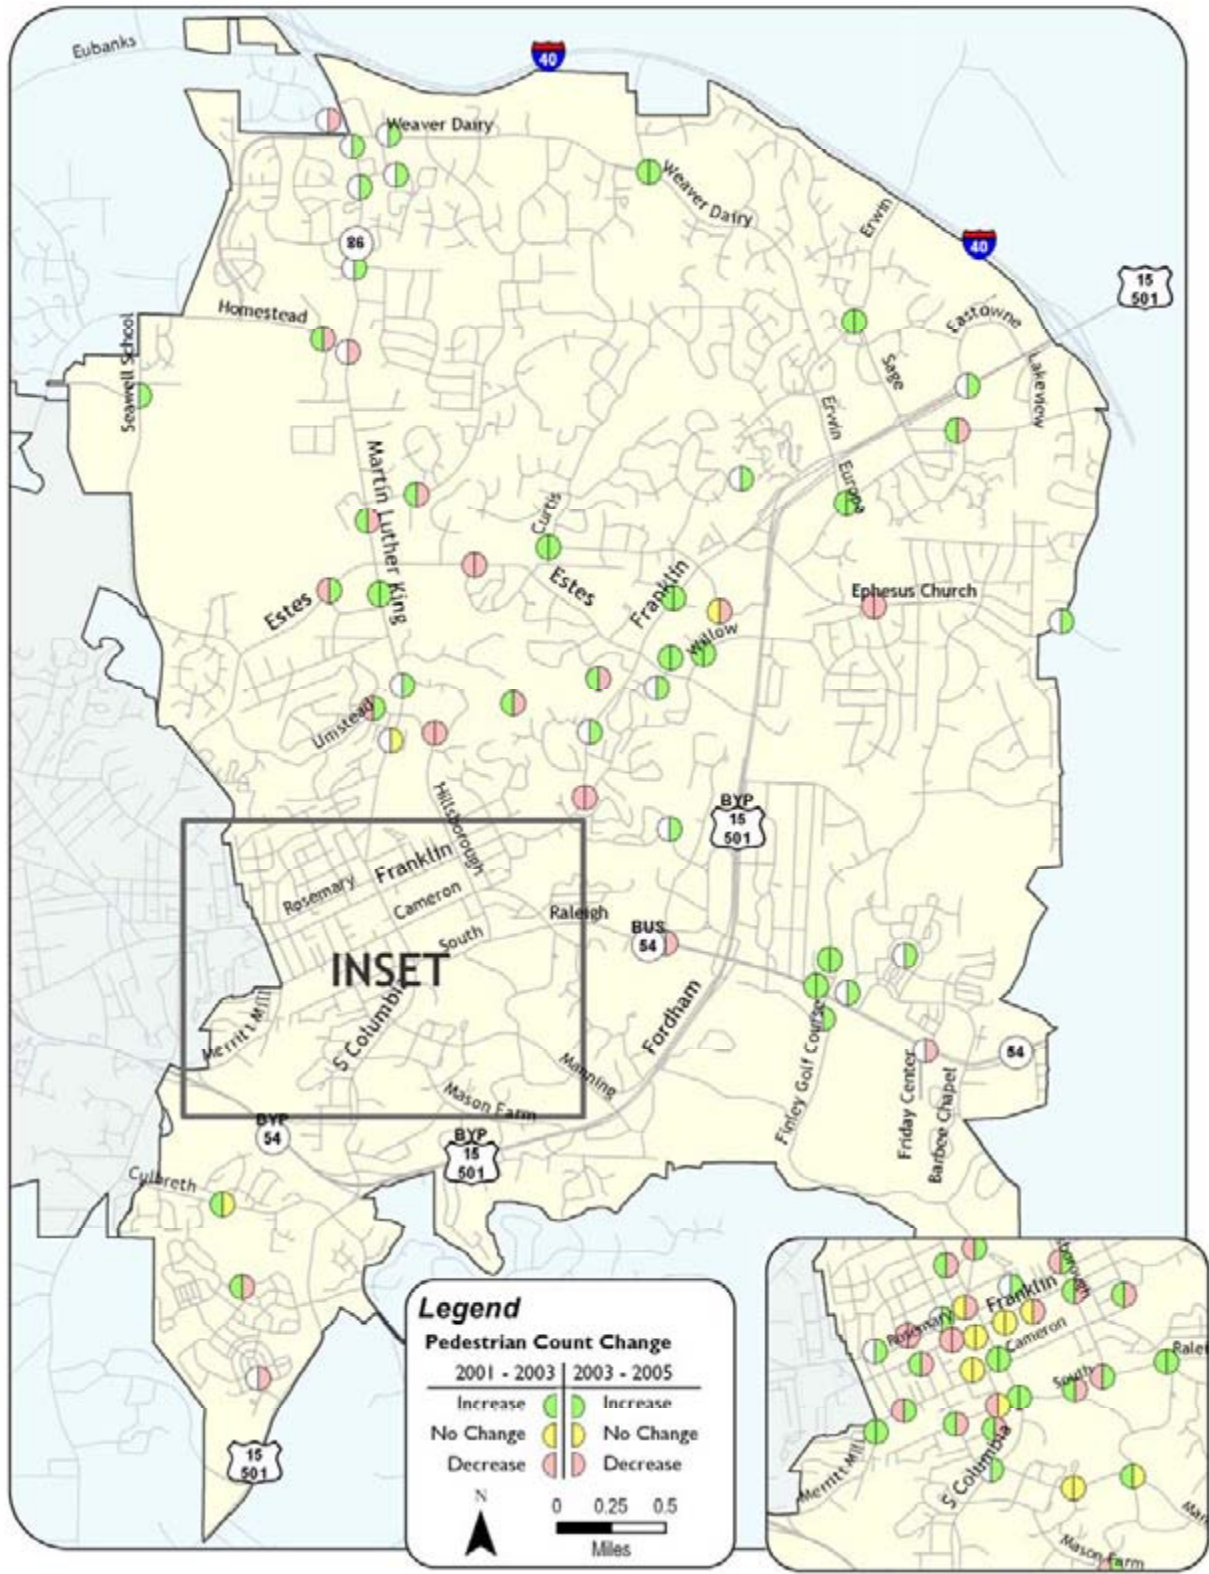 Eubanks
40
Weaver Dairy
Weaver Dairy
Erwin
40
86
15
501
Homestead
Seawell School
Eastowne
Sage
Lakeview
Erwin
Europa
Martin Luther King
Curtis
Estes
Estes
Franklin
Ephesus Church
Willow
Umstead
Hillsborough
BYP
15
501
Franklin
Rosemary
Cameron
Raleigh
South
BUS
54
INSET
Merritt Mill
S Columbia
Fordham
Manning
Mason Farm
Finley Golf Course
Friday Center
Barbee Chapel
54
BYP
54
BYP
15
501
Culbreth
15
501
Legend
Pedestrian Count Change
2001 - 2003 2003 - 2005
Increase Increase
No Change No Change
Decrease Decrease
N
0 0.25 0.5
Miles
sborough
Franklin
Rosemary
Cameron
Ralei
South
Merritt Mill
S Columbia
Man
Mason Farm